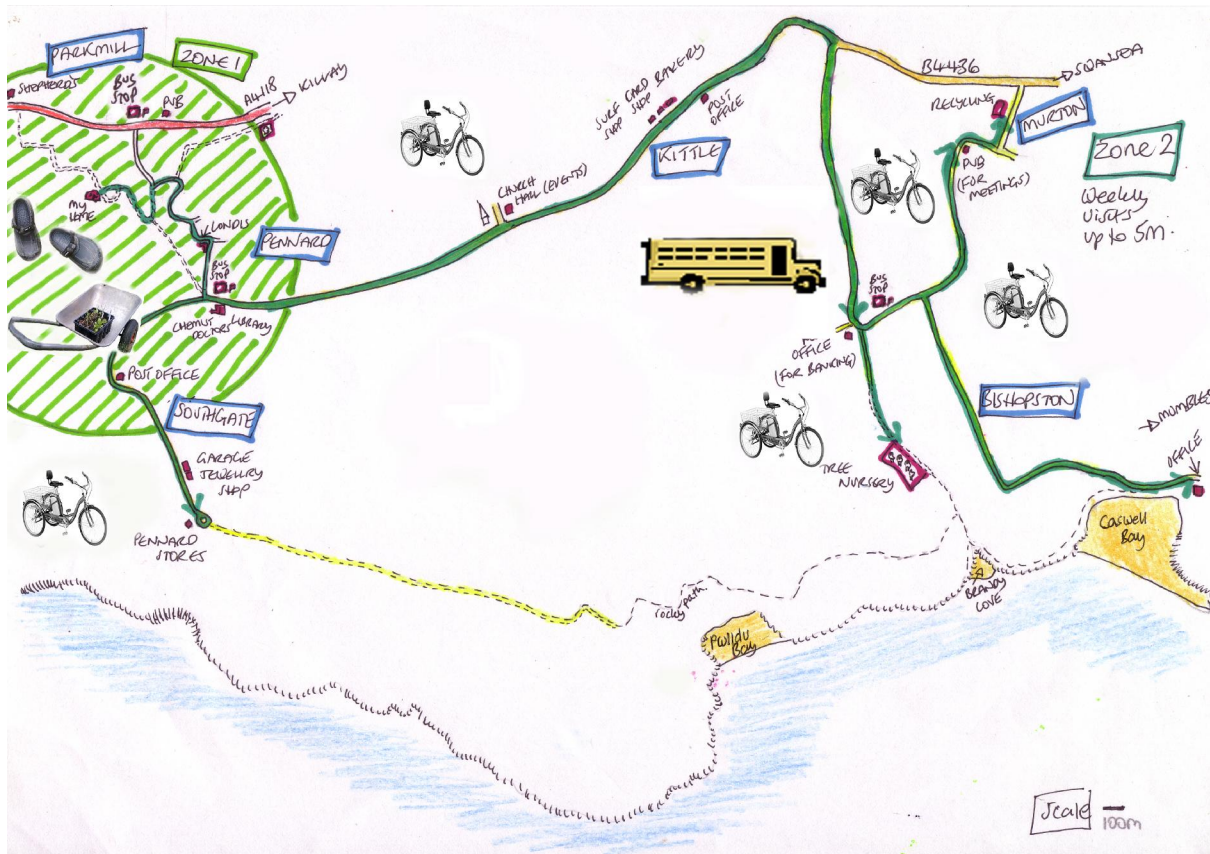 PARKMILL
ZONE 1
SHEPHERDS
BUS
STOP
PUB
A4118
KILLAY
MY
HOME
LONDIS
PENNARD
BUS
STOP
CHEMIST
DOCTORS
LIBRARY
POST OFFICE
SOUTHGATE
GARAGE
JEWELLERY
SHOP
PENNARD
STORES
CHURCH
HALL (EVENTS)
SURF CARD BAKERY
SHOP SHOP
POST
OFFICE
KITTLE
B4436
SWANSEA
RECYCLING
MURTON
PUB
(FOR
MEETINGS)
ZONE 2
Weekly
Visits
up to 5m.
BUS
STOP
OFFICE
(FOR BANKING)
BISHOPSTON
MUMBLES
OFFICE
TREE
NURSERY
Caswell
Bay
BRANDY
COVE
rocky path
Pwlldu
Bay
Scale
100m